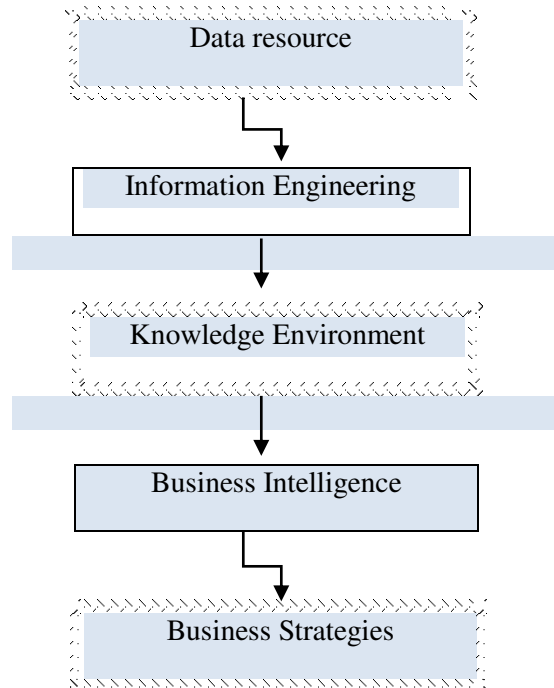 Data resource
Information Engineering
Knowledge Environment
Business Intelligence
Business Strategies